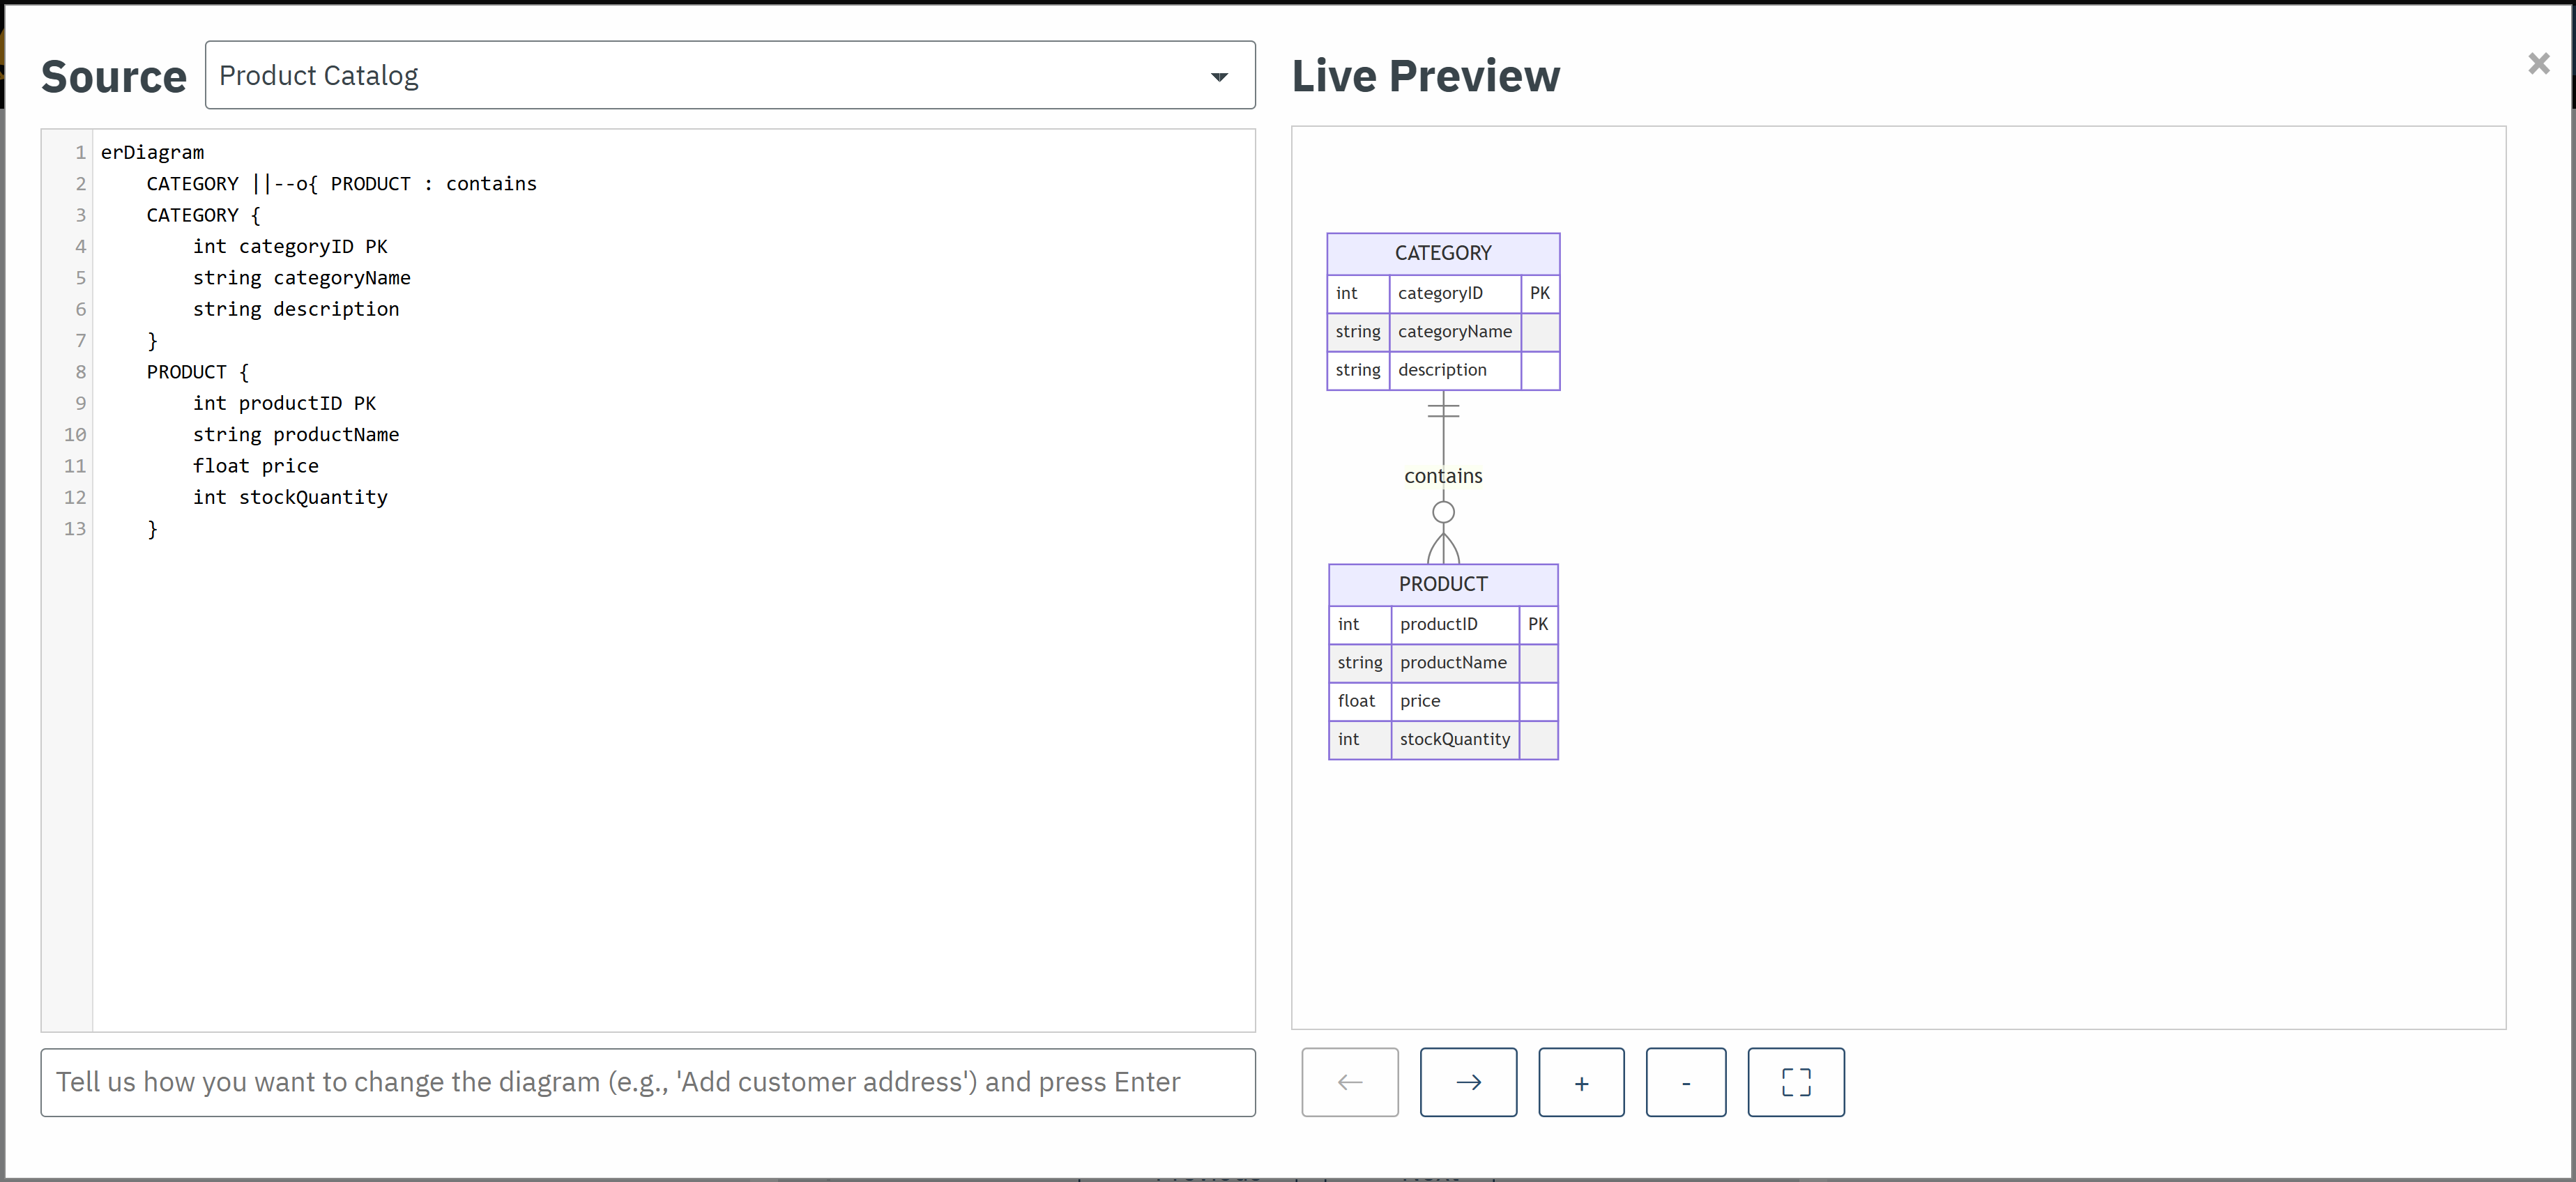 Source
Product Catalog
Live Preview
×
1 erDiagram
2     CATEGORY ||--o{ PRODUCT : contains
3     CATEGORY {
4         int categoryID PK
5         string categoryName
6         string description
7     }
8     PRODUCT {
9         int productID PK
10         string productName
11         float price
12         int stockQuantity
13     }
CATEGORY
int categoryID PK
string categoryName
string description
contains
PRODUCT
int productID PK
string productName
float price
int stockQuantity
Tell us how you want to change the diagram (e.g., 'Add customer address') and press Enter
← → + -